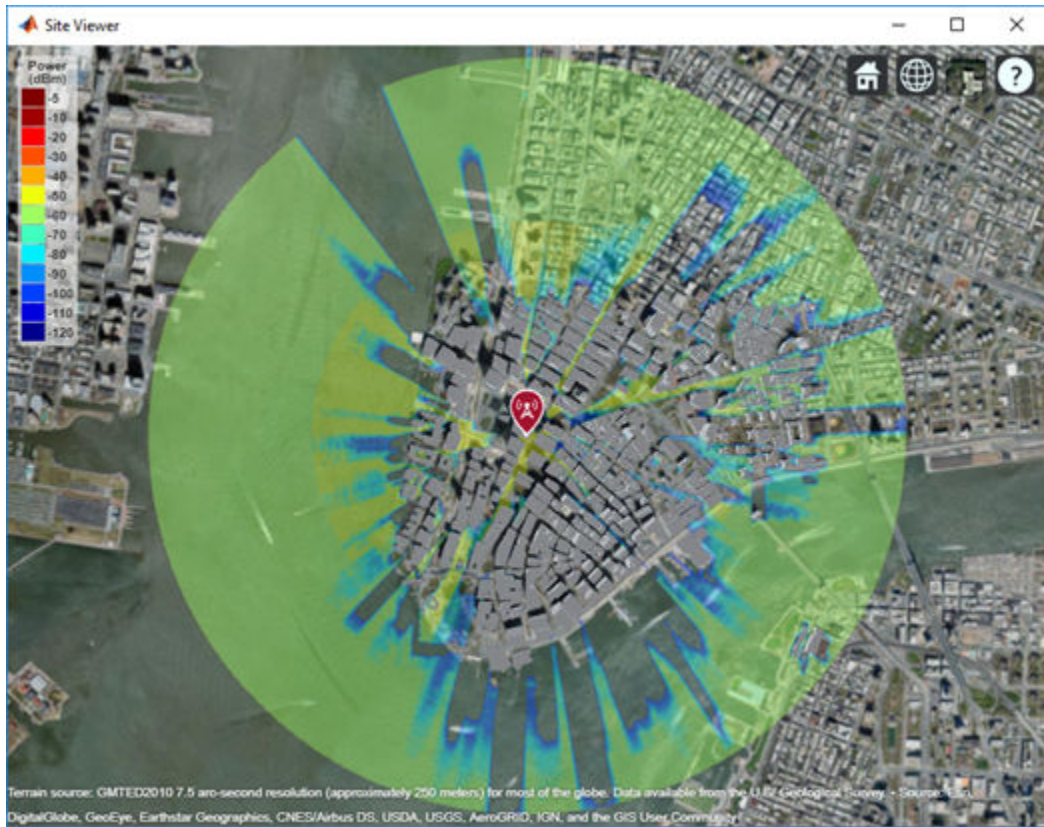 Site Viewer
Power
(dBm)
-5
-10
-20
-30
-40
-50
-60
-70
-80
-90
-100
-110
-120
?
Terrain source: GMTED2010 7.5 arc-second resolution (approximately 250 meters) for most of the globe. Data available from the U.S. Geological Survey. - Source: Esri,
DigitalGlobe, GeoEye, Earthstar Geographics, CNES/Airbus DS, USDA, USGS, AeroGRID, IGN, and the GIS User Community